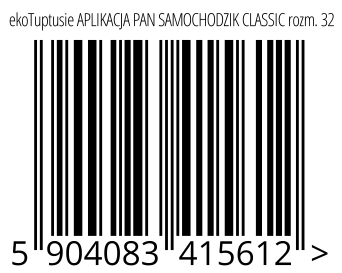 ekoTuptusie APLIKACJA PAN SAMOCHODZIK CLASSIC rozm. 32
5 904083 415612 >